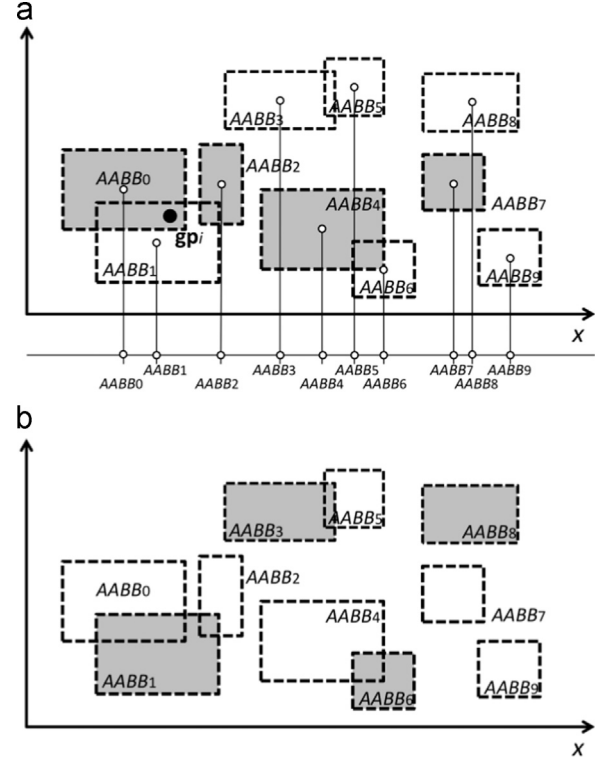 a
AABB5
AABB3
AABB8
AABB0
AABB2
AABB4
AABB7
gpi
AABB1
AABB6
AABB9
x
AABB1 AABB3 AABB5 AABB7 AABB9
AABB0 AABB2 AABB4 AABB6 AABB8
b
AABB3
AABB5
AABB8
AABB2
AABB0
AABB4
AABB7
AABB1
AABB6
AABB9
x